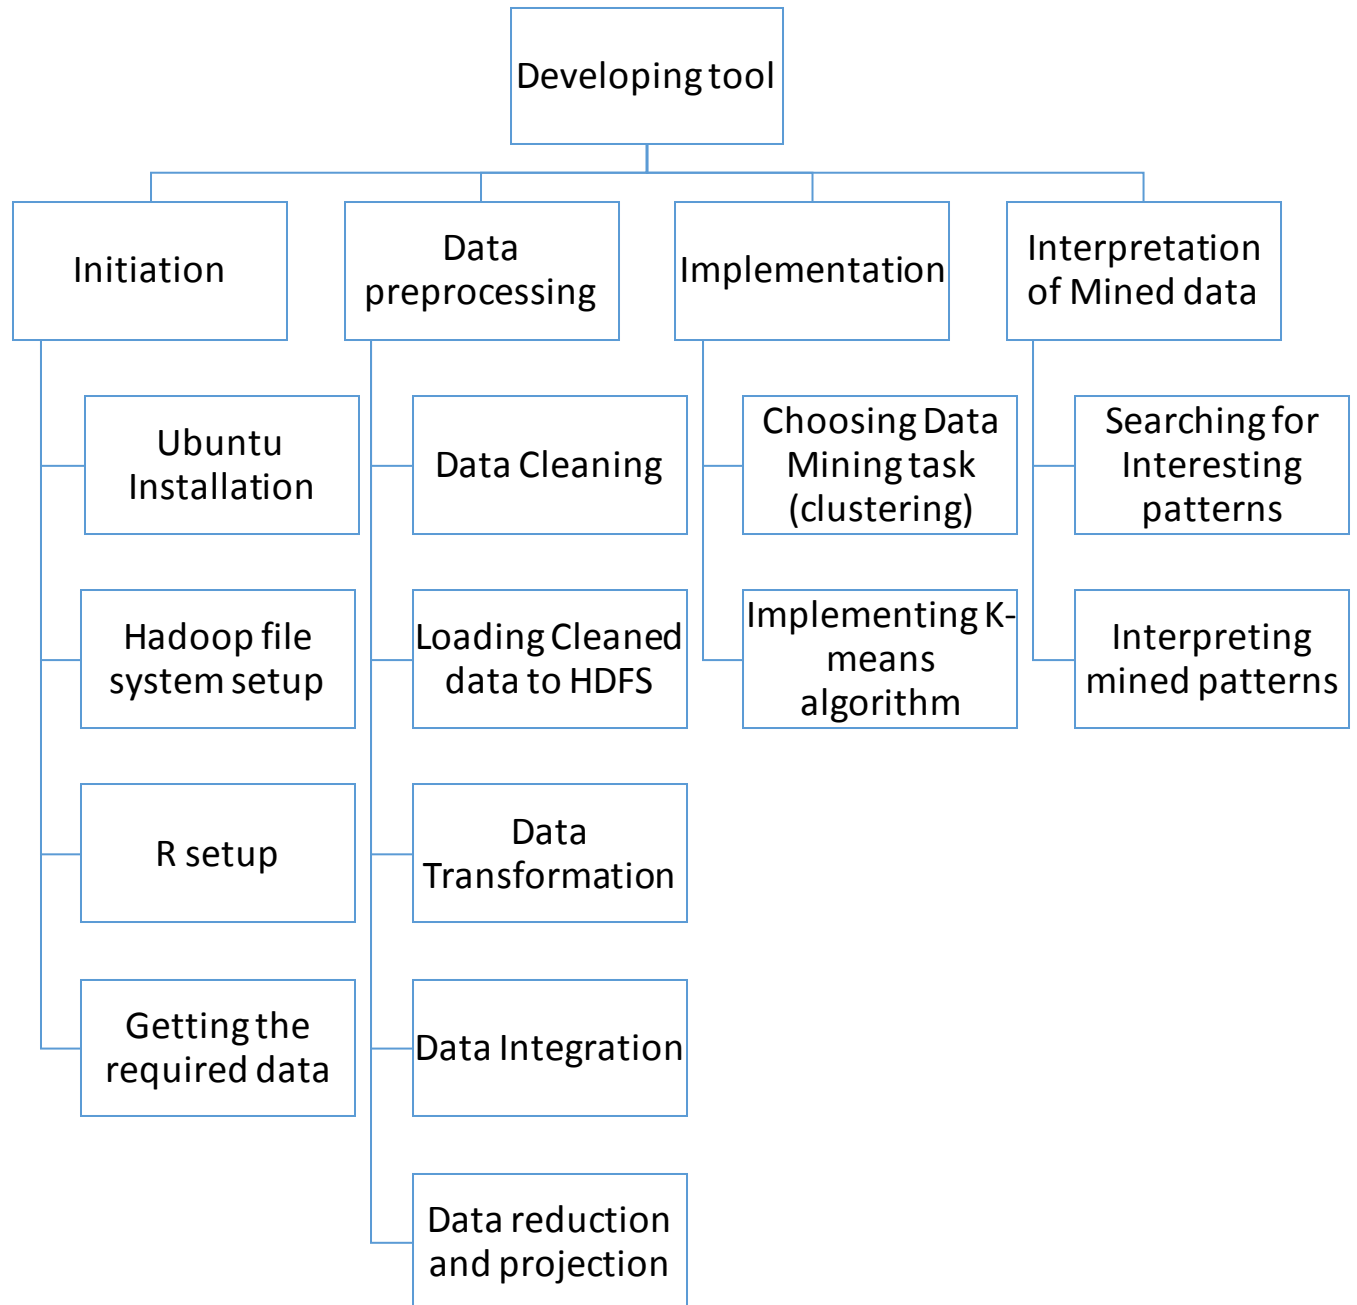 Developing tool
Initiation
Data
preprocessing
Implementation
Interpretation
of Mined data
Ubuntu
Installation
Hadoop file
system setup
R setup
Getting the
required data
Data Cleaning
Loading Cleaned
data to HDFS
Data
Transformation
Data Integration
Data reduction
and projection
Choosing Data
Mining task
(clustering)
Implementing K-
means
algorithm
Searching for
Interesting
patterns
Interpreting
mined patterns